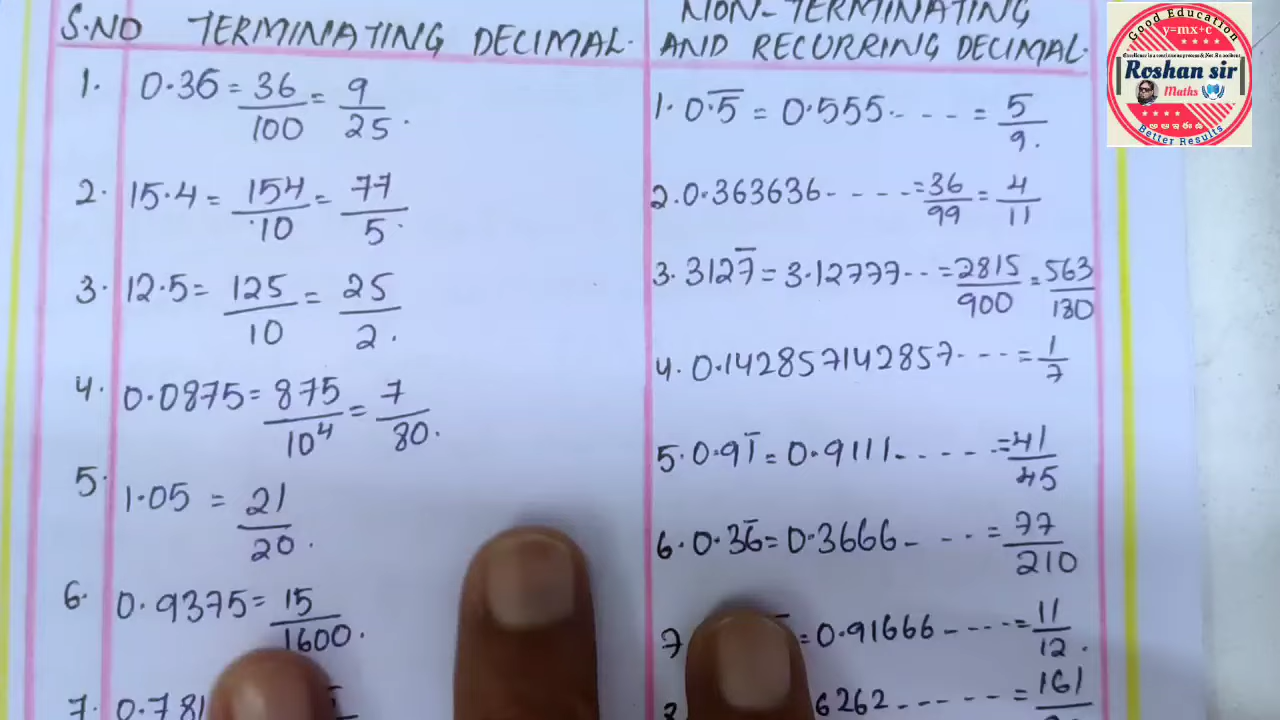 S.NO TERMINATING DECIMAL.
NON-TERMINATING
AND RECURRING DECIMAL.
1. 0.36 = 36/100 = 9/25.
2. 15.4 = 154/10 = 77/5.
3. 12.5 = 125/10 = 25/2.
4. 0.0875 = 875/10⁴ = 7/80.
5. 1.05 = 21/20.
6. 0.9375 = 15/1600.
7. 0.781
1. 0.5̅ = 0.555.--- = 5/9.
2. 0.363636---- = 36/99 = 4/11
3. 3127̅ = 3.12777-- = 2815/900 = 563/180
4. 0.142857142857---- = 1/7
5. 0.91̅ = 0.9111----- = 41/45
6. 0.36̅ = 0.3666---- = 77/210
7 = 0.91666---- = 11/12.
6262------ = 161
Good Education
y=mx+c
Roshan sir
Maths
Better Results